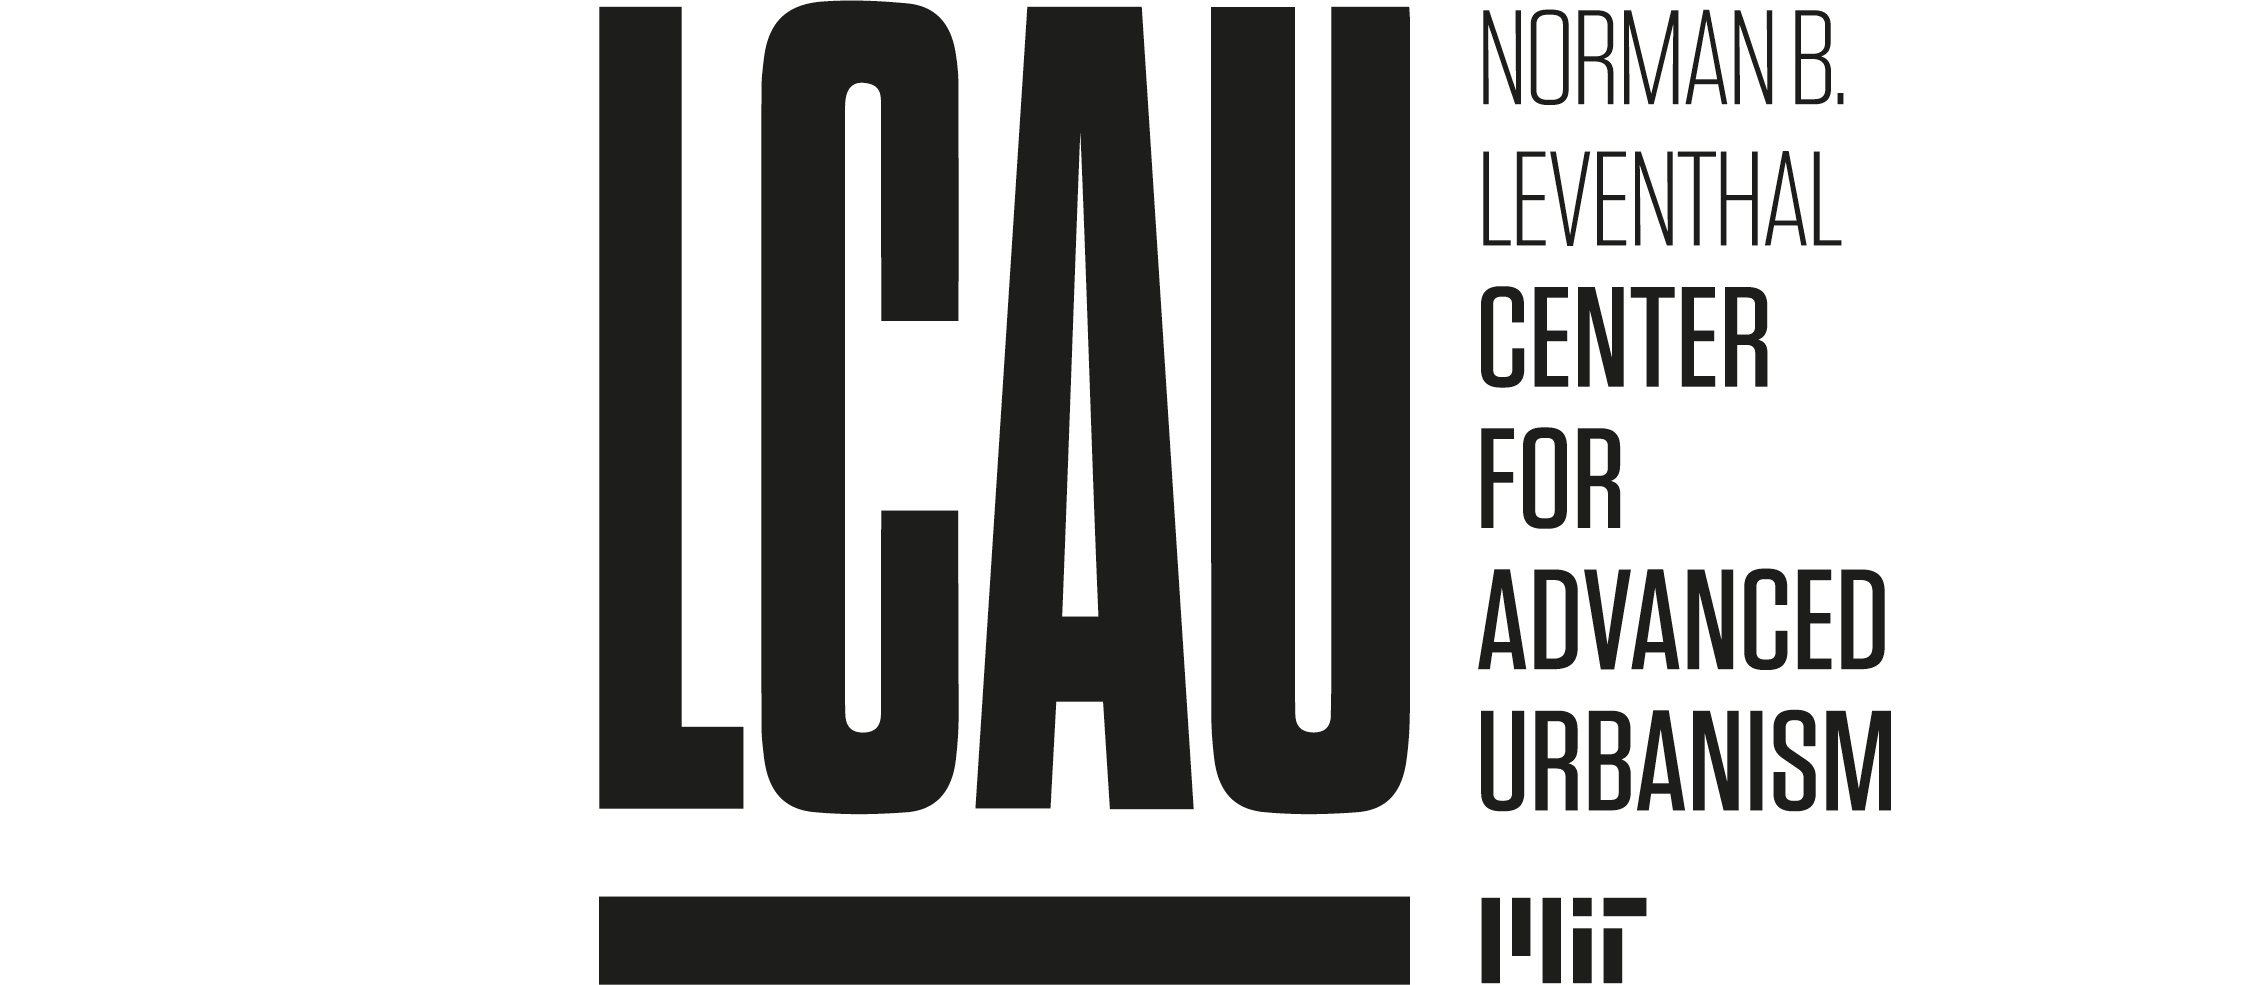 LCAU
NORMAN B.
LEVENTHAL
CENTER
FOR
ADVANCED
URBANISM
MIT